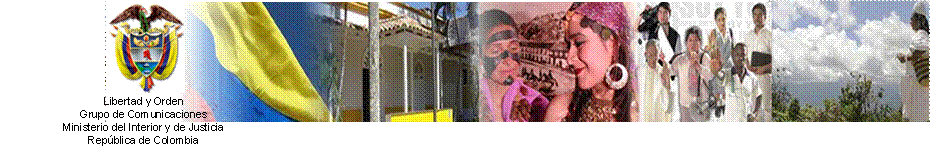 Libertad y Orden
Grupo de Comunicaciones
Ministerio del Interior y de Justicia
República de Colombia